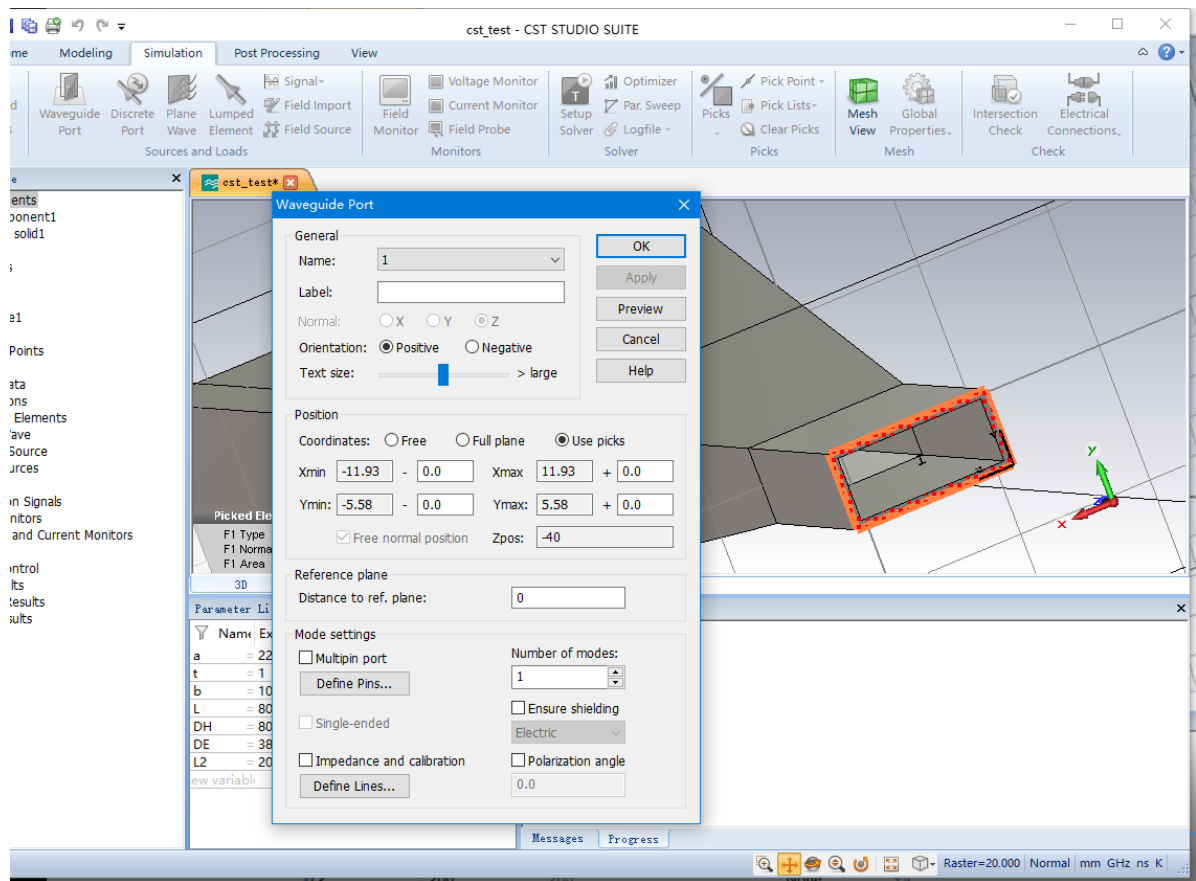 cst_test - CST STUDIO SUITE
ome Modeling Simulation Post Processing View
Waveguide Port
Discrete Port
Plane Wave
Lumped Element
Signal
Field Import
Field Source
Sources and Loads
Field Monitor
Voltage Monitor
Current Monitor
Field Probe
Monitors
Setup Solver
Optimizer
Par. Sweep
Logfile
Solver
Picks
Pick Point
Pick Lists
Clear Picks
Picks
Mesh View
Global Properties
Mesh
Intersection Check
Electrical Connections
Check
ents
ponent1
solid1
s
e1
Points
ata
ons
Elements
ave
Source
urces
on Signals
nitors
and Current Monitors
ontrol
lts
Results
sults
cst_test*
Waveguide Port
General
Name: 1
Label:
Normal: X Y Z
Orientation: Positive Negative
Text size: > large
OK
Apply
Preview
Cancel
Help
Position
Coordinates: Free Full plane Use picks
Xmin -11.93 - 0.0 Xmax 11.93 + 0.0
Ymin: -5.58 - 0.0 Ymax: 5.58 + 0.0
Free normal position Zpos: -40
Reference plane
Distance to ref. plane: 0
Mode settings
Multipin port
Define Pins...
Single-ended
Impedance and calibration
Define Lines...
Number of modes:
1
Ensure shielding
Electric
Polarization angle
0.0
Picked Ele
F1 Type
F1 Norma
F1 Area
1
y
x
z
3D
Parameter Li
Name Ex
a = 22
t = 1
b = 10
L = 80
DH = 80
DE = 38
L2 = 20
ew variabl
Messages Progress
Raster=20.000 Normal mm GHz ns K